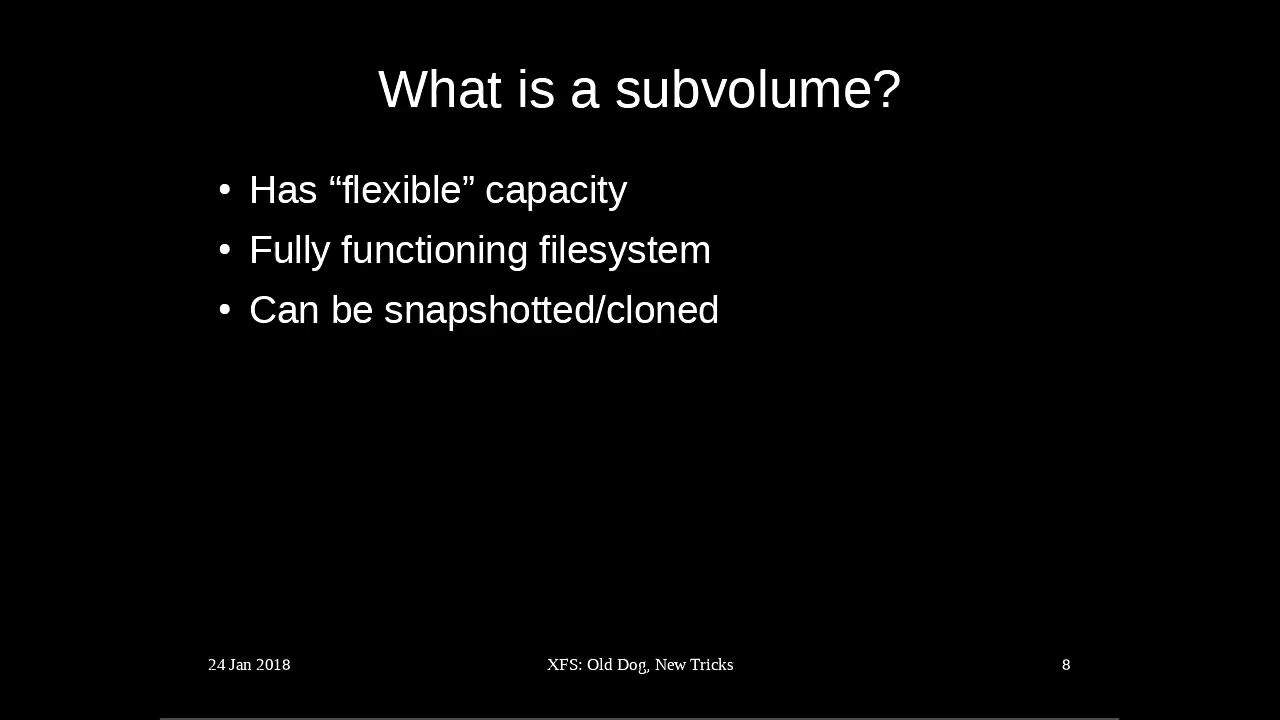 What is a subvolume?
• Has “flexible” capacity
• Fully functioning filesystem
• Can be snapshotted/cloned
24 Jan 2018
XFS: Old Dog, New Tricks
8